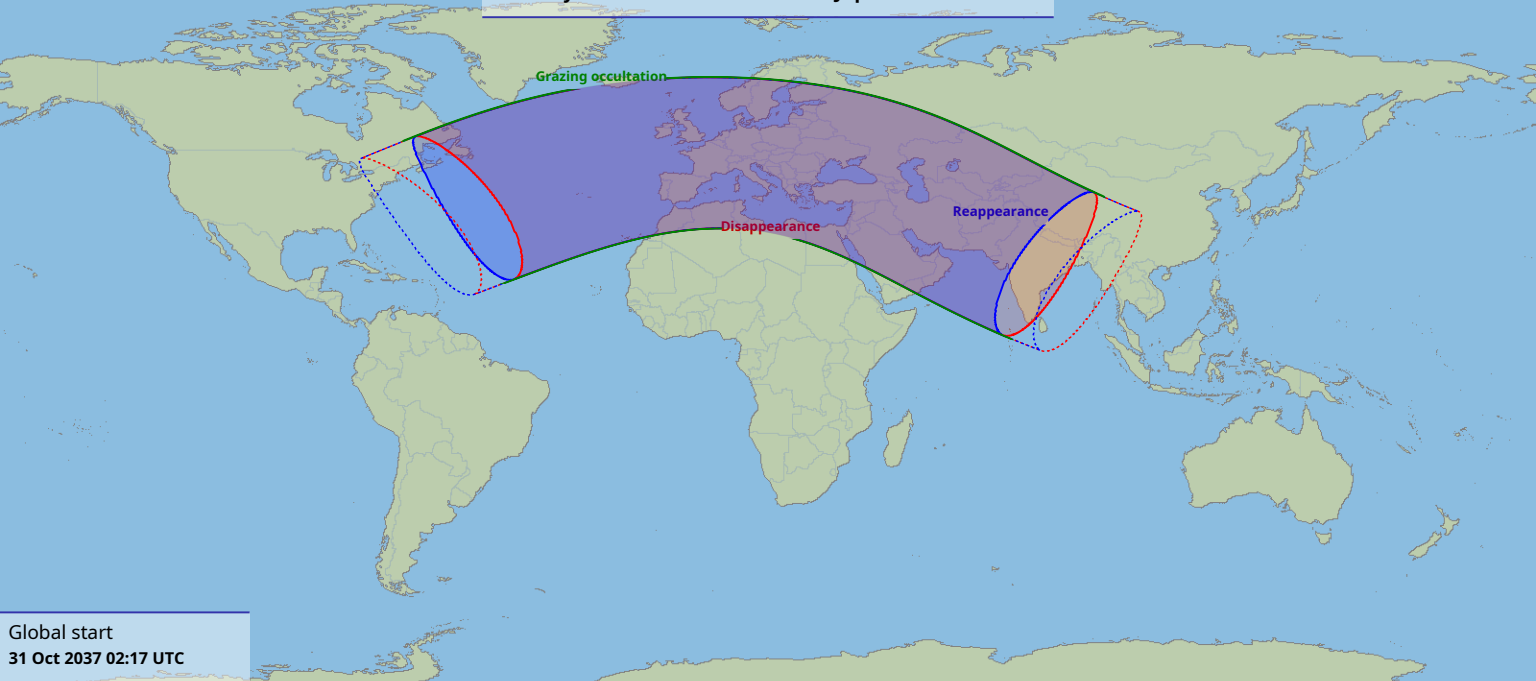 Grazing occultation
Reappearance
Disappearance
Global start
31 Oct 2037 02:17 UTC